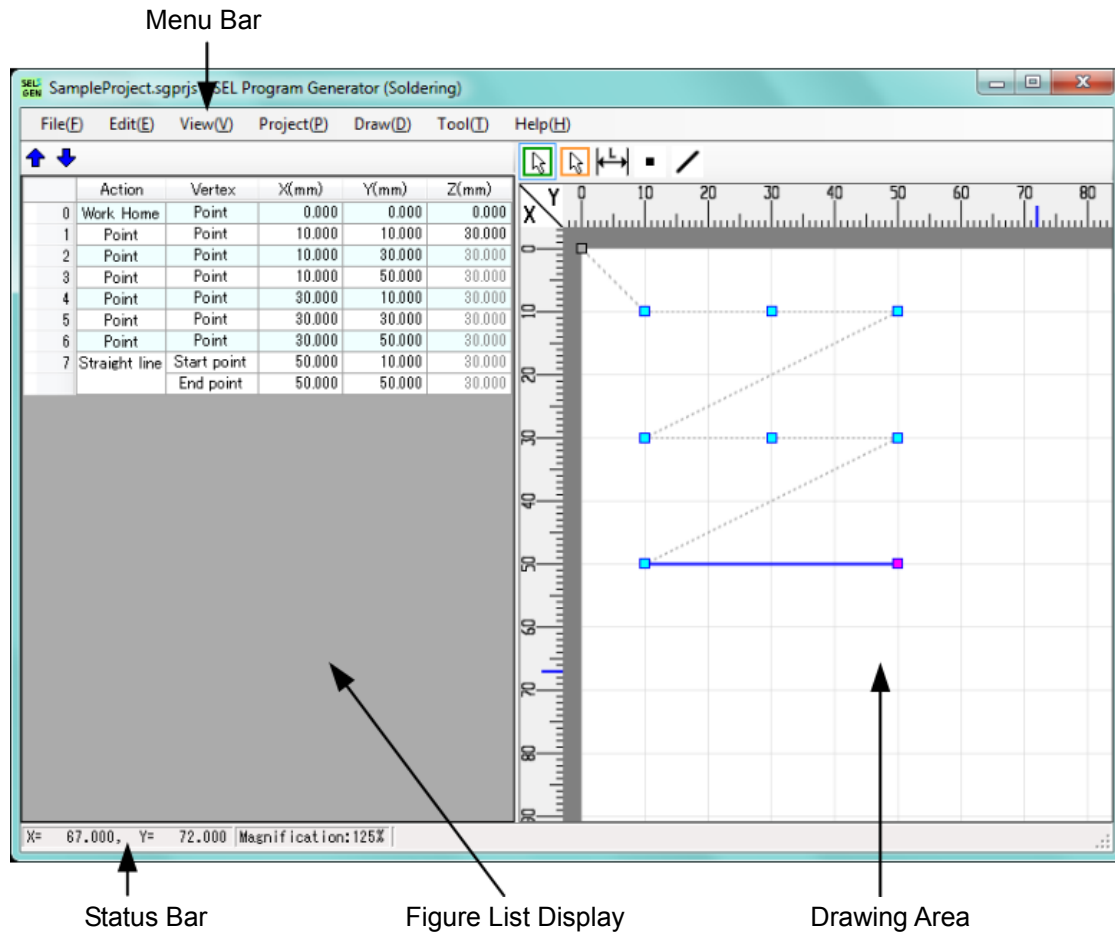 Menu Bar
SEL GEN SampleProject.sgprjs SEL Program Generator (Soldering)
File(F) Edit(E) View(V) Project(P) Draw(D) Tool(T) Help(H)
L
Action Vertex X(mm) Y(mm) Z(mm)
0 Work Home Point 0.000 0.000 0.000
1 Point Point 10.000 10.000 30.000
2 Point Point 10.000 30.000 30.000
3 Point Point 10.000 50.000 30.000
4 Point Point 30.000 10.000 30.000
5 Point Point 30.000 30.000 30.000
6 Point Point 30.000 50.000 30.000
7 Straight line Start point 50.000 10.000 30.000
End point 50.000 50.000 30.000
Y 0 10 20 30 40 50 60 70 80
X
0
10
20
30
40
50
60
70
80
90
X= 67.000, Y= 72.000 Magnification:125%
Status Bar Figure List Display Drawing Area